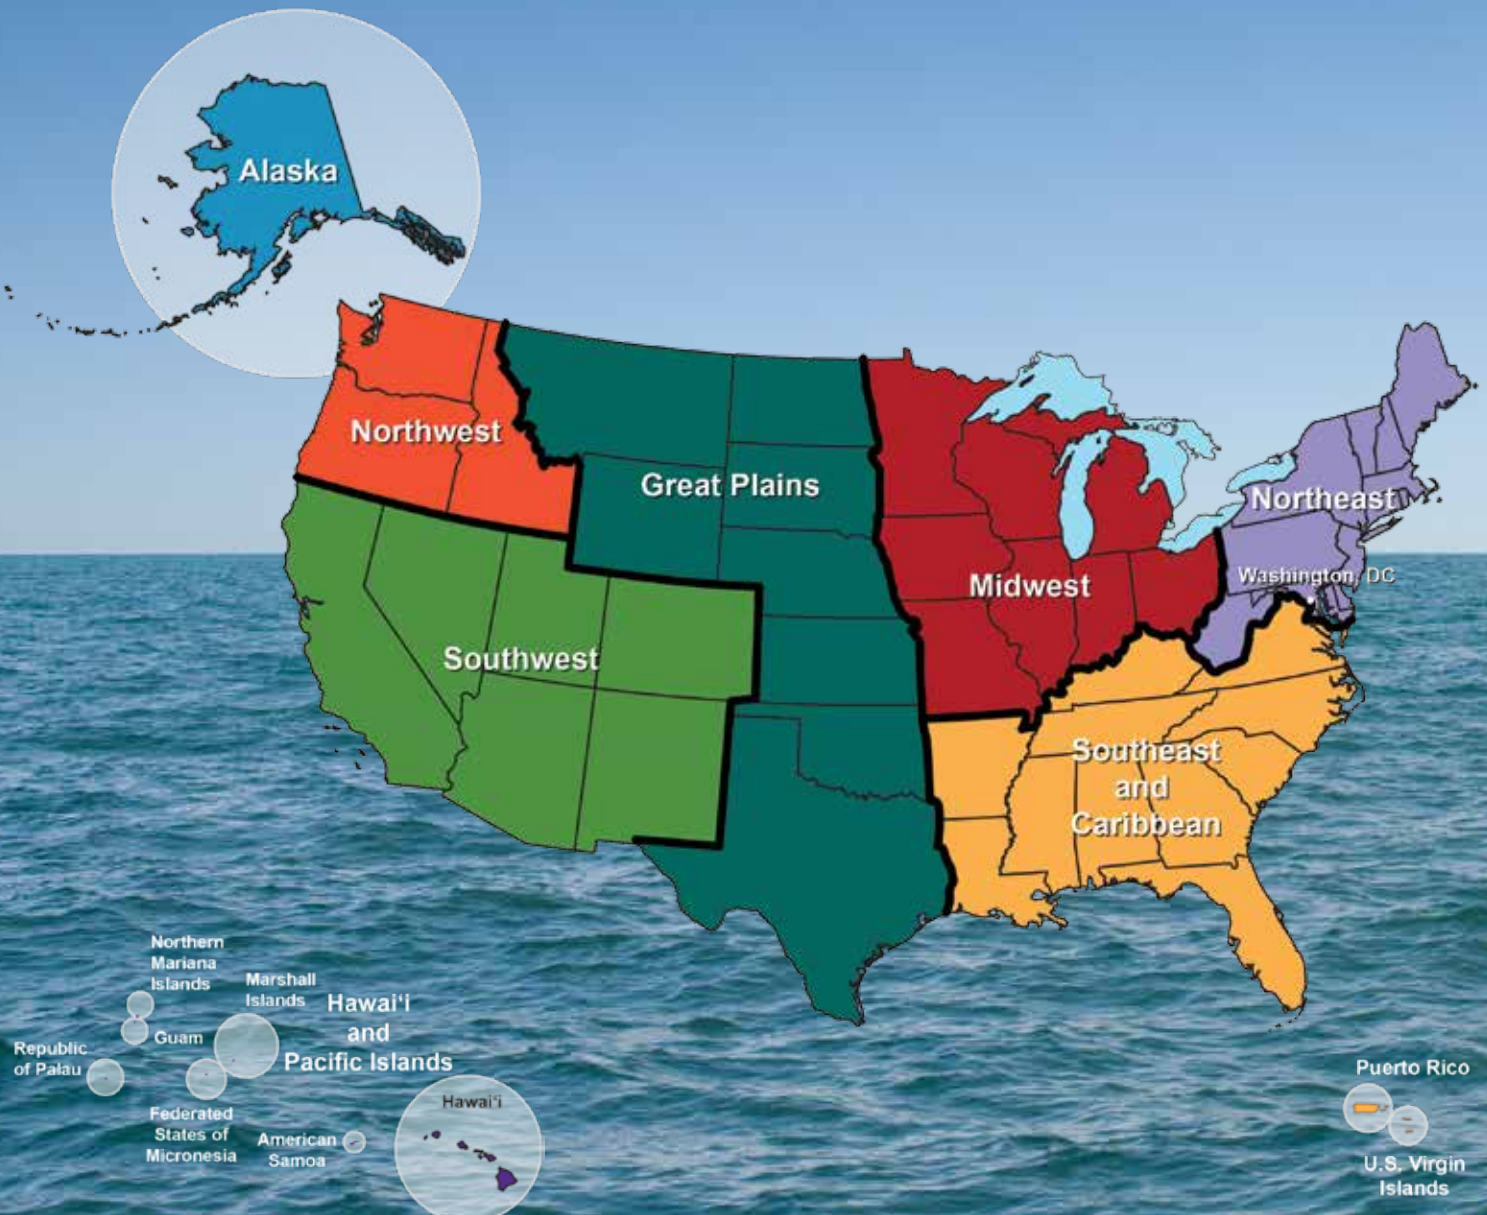 Alaska
Northwest
Great Plains
Northeast
Washington, DC
Midwest
Southwest
Southeast
and
Caribbean
Northern
Mariana
Islands
Marshall
Islands
Hawai‘i
and
Pacific Islands
Guam
Republic
of Palau
Federated
States of
Micronesia
American
Samoa
Hawai‘i
Puerto Rico
U.S. Virgin
Islands